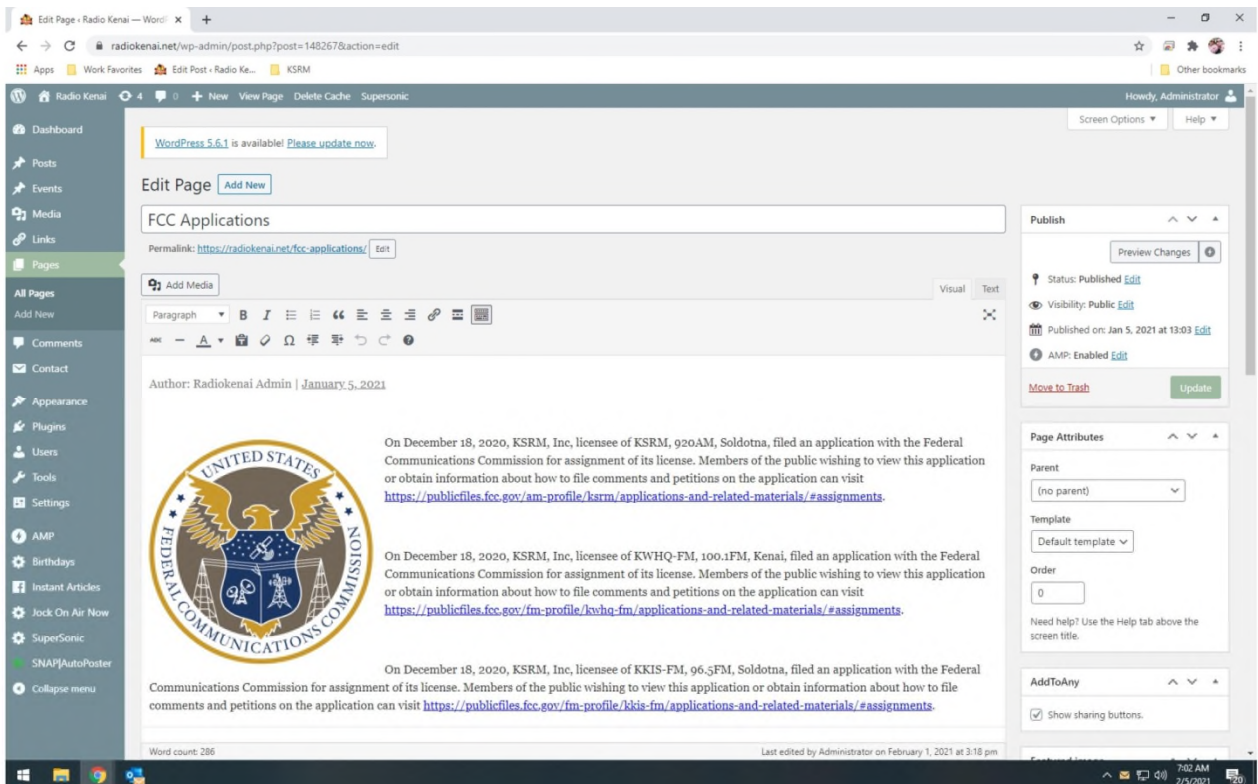 Edit Page ‹ Radio Kenai — Word
radiokenai.net/wp-admin/post.php?post=148267&action=edit
Apps Work Favorites Edit Post ‹ Radio Ke... KSRM Other bookmarks
Radio Kenai 4 0 + New View Page Delete Cache Supersonic Howdy, Administrator
Screen Options Help
Dashboard
Posts
Events
Media
Links
Pages
All Pages
Add New
Comments
Contact
Appearance
Plugins
Users
Tools
Settings
AMP
Birthdays
Instant Articles
Jock On Air Now
SuperSonic
SNAP|AutoPoster
Collapse menu
WordPress 5.6.1 is available! Please update now.
Edit Page Add New
FCC Applications
Permalink: https://radiokenai.net/fcc-applications/ Edit
Add Media
Visual Text
Paragraph B I
ABC A Ω
Author: Radiokenai Admin | January 5, 2021
UNITED STATES
FEDERAL COMMUNICATIONS COMMISSION
On December 18, 2020, KSRM, Inc, licensee of KSRM, 920AM, Soldotna, filed an application with the Federal
Communications Commission for assignment of its license. Members of the public wishing to view this application
or obtain information about how to file comments and petitions on the application can visit
https://publicfiles.fcc.gov/am-profile/ksrm/applications-and-related-materials/#assignments.
On December 18, 2020, KSRM, Inc, licensee of KWHQ-FM, 100.1FM, Kenai, filed an application with the Federal
Communications Commission for assignment of its license. Members of the public wishing to view this application
or obtain information about how to file comments and petitions on the application can visit
https://publicfiles.fcc.gov/fm-profile/kwhq-fm/applications-and-related-materials/#assignments.
On December 18, 2020, KSRM, Inc, licensee of KKIS-FM, 96.5FM, Soldotna, filed an application with the Federal
Communications Commission for assignment of its license. Members of the public wishing to view this application or obtain information about how to file
comments and petitions on the application can visit https://publicfiles.fcc.gov/fm-profile/kkis-fm/applications-and-related-materials/#assignments.
Word count: 286 Last edited by Administrator on February 1, 2021 at 3:18 pm
Publish
Preview Changes
Status: Published Edit
Visibility: Public Edit
Published on: Jan 5, 2021 at 13:03 Edit
AMP: Enabled Edit
Move to Trash Update
Page Attributes
Parent
(no parent)
Template
Default template
Order
0
Need help? Use the Help tab above the
screen title.
AddToAny
Show sharing buttons.
7:02 AM
2/5/2021
20